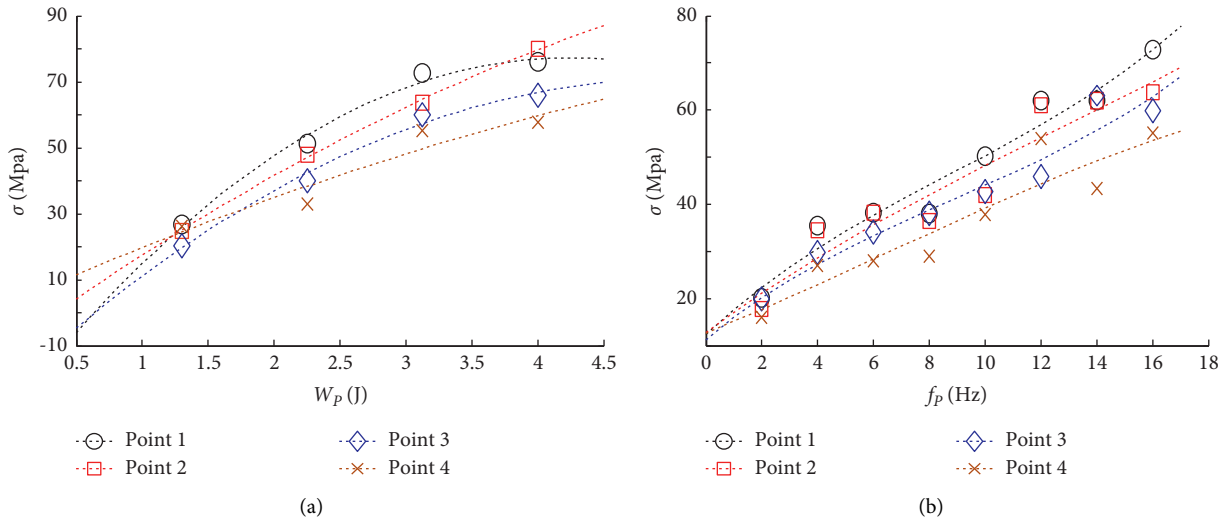 90
70
50
30
10
-10
σ (Mpa)
0.5 1 1.5 2 2.5 3 3.5 4 4.5
W_P (J)
Point 1 Point 3
Point 2 Point 4
(a)
80
60
40
20
σ (Mpa)
0 2 4 6 8 10 12 14 16 18
f_P (Hz)
Point 1 Point 3
Point 2 Point 4
(b)